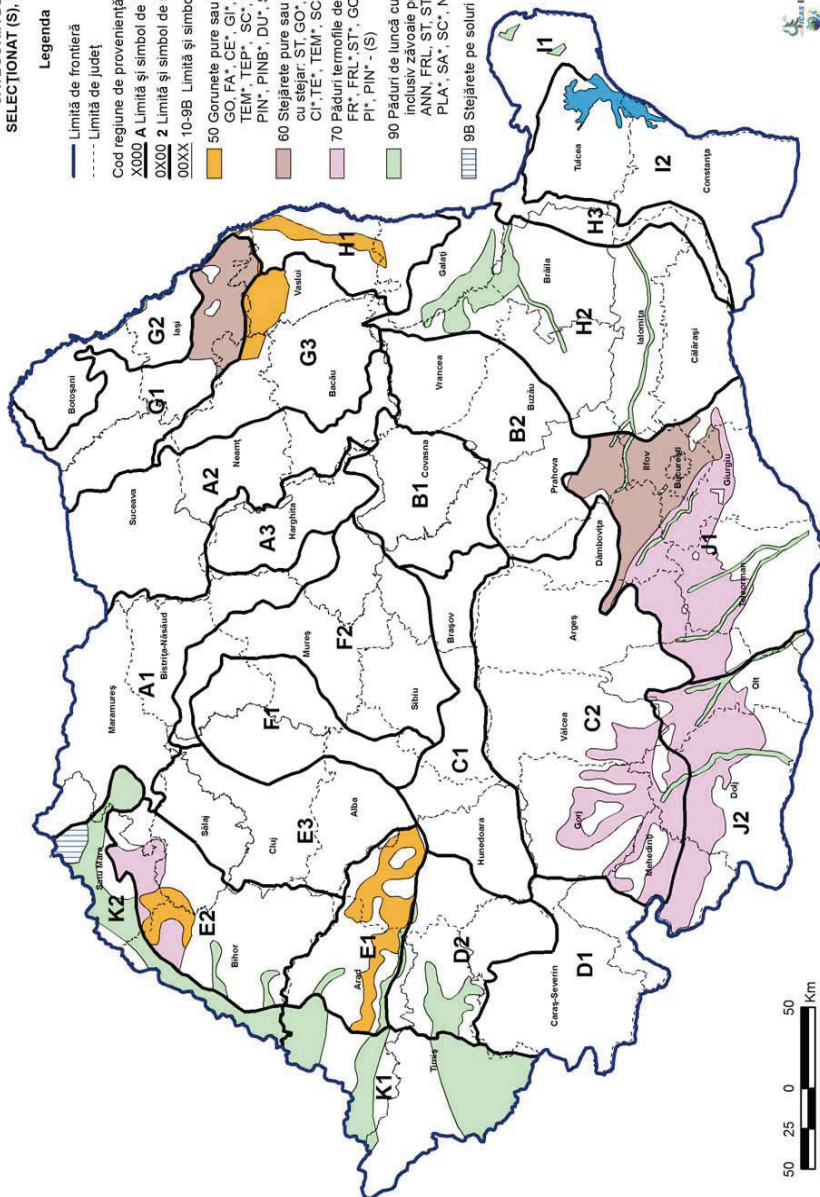 SELECȚIONAT (S),
Legenda
Limită de frontieră
Limită de județ
Cod regiune de proveniență
X000 A Limită și simbol de
0X00 2 Limită și simbol de
00XX 10-9B Limită și simbo
50 Gorunete pure sau
GO, FA*, CE*, GI*,
TEM*, TEP*, SC*,
PIN*, PINB*, DU*, S
60 Stejărete pure sau
cu stejar: ST, GO*,
CI*,TE*, TEM*, SC
70 Păduri termofile de
FR*, FRL*,ST*, GC
PI*, PIN* - (S)
90 Păduri de luncă cu
inclusiv zăvoaie p
ANN, FRL, ST, ST
PLA*, SA*, SC*, N
9B Stejărete pe soluri
Botoșani
G2
Iași
G1
Suceava
A2
Neamț
A3
Harghita
G3
Bacău
Vaslui
H1
Maramureș
A1
Bistrița-Năsăud
Satu Mare
K2
Sălaj
Cluj
E2
Bihor
E3
Alba
F1
Mureș
F2
Sibiu
Brașov
B1
Covasna
Vrancea
Galați
B2
Buzău
Prahova
Brăila
H2
H3
Ialomița
Călărași
Tulcea
I1
I2
Constanța
Arad
E1
K1
Timiș
D2
Caraș-Severin
D1
Hunedoara
C1
C2
Gorj
Vâlcea
Argeș
Dâmbovița
Mehedinți
Dolj
J2
Olt
Teleorman
J1
Giurgiu
Ilfov
București
50 25 0 50
Km